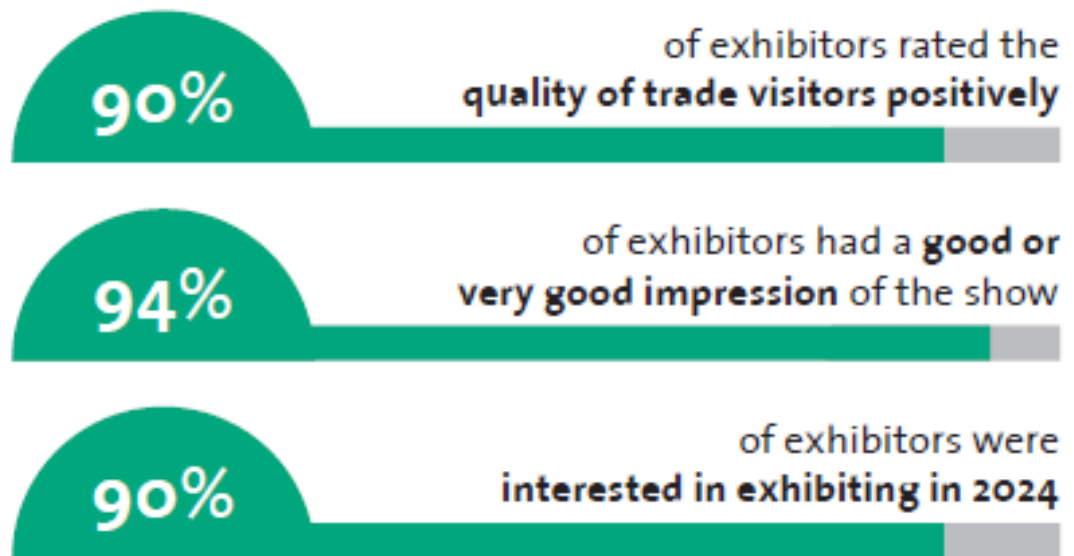 90%
of exhibitors rated the
quality of trade visitors positively
94%
of exhibitors had a good or
very good impression of the show
90%
of exhibitors were
interested in exhibiting in 2024